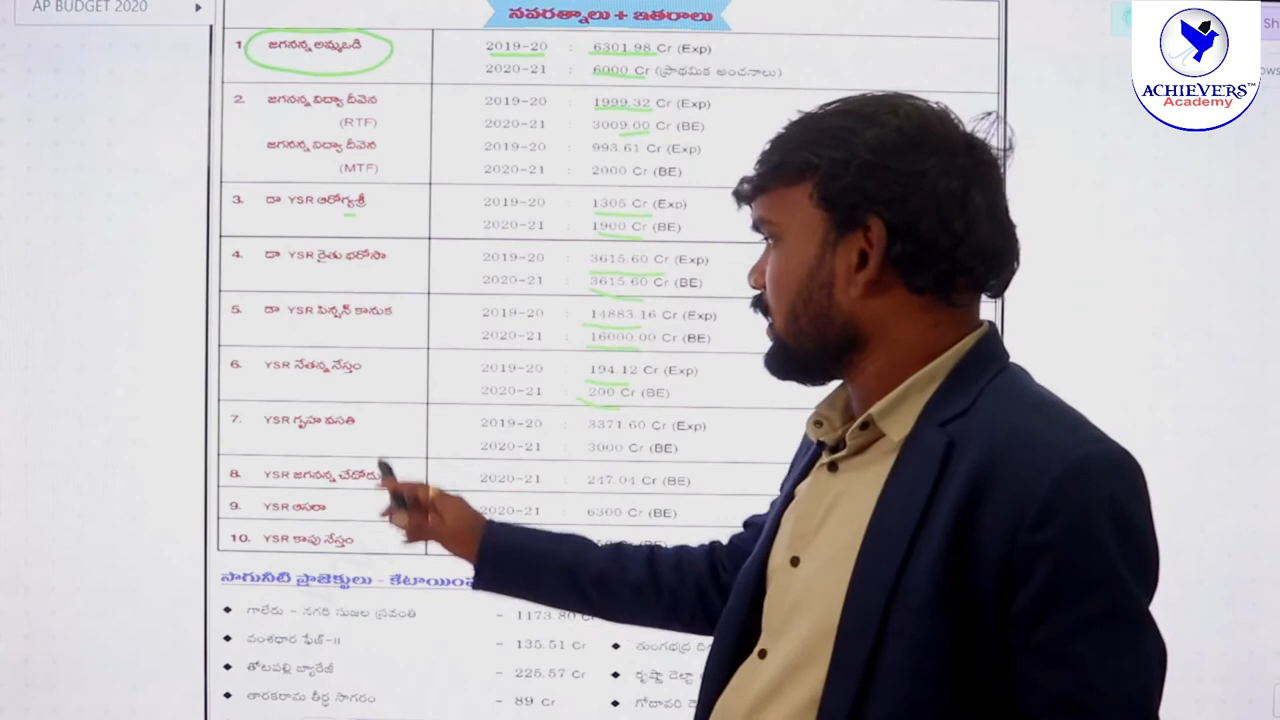 AP BUDGET 2020
Sh
ACHIEVERS™
Academy
నవరత్నాలు + ఇతరాలు
1 జగనన్న అమ్మఒడి 2019-20 : 6301.98 Cr (Exp)
2020-21 : 6000 Cr (ప్రాథమిక అంచనాలు)
2. జగనన్న విద్యా దీవెన 2019-20 : 1999.32 Cr (Exp)
(RTF) 2020-21 : 3009.00 Cr (BE)
జగనన్న విద్యా దీవెన 2019-20 : 993.61 Cr (Exp)
(MTF) 2020-21 : 2000 Cr (BE)
3. డా YSR ఆరోగ్యశ్రీ 2019-20 : 1305 Cr (Exp)
2020-21 : 1900 Cr (BE)
4. డా YSR రైతు భరోసా 2019-20 : 3615.60 Cr (Exp)
2020-21 : 3615.60 Cr (BE)
5. డా YSR పిన్షన్ కానుక 2019-20 : 14883.16 Cr (Exp)
2020-21 : 16000.00 Cr (BE)
6. YSR నేతన్న నేస్తం 2019-20 : 194.12 Cr (Exp)
2020-21 : 200 Cr (BE)
7. YSR గృహ వసతి 2019-20 : 3371.60 Cr (Exp)
2020-21 : 3000 Cr (BE)
8. YSR జగనన్న చేదోడు 2020-21 : 247.04 Cr (BE)
9. YSR ఆసరా 2020-21 : 6300 Cr (BE)
10. YSR కాపు నేస్తం
సాగునీటి ప్రాజెక్టులు - కేటాయిం
◆ గాలేరు - నగరి సుజల స్రవంతి - 1173.80 Cr
◆ వంశధార ఫేజ్-II - 135.51 Cr ◆ తుంగభద్ర ది
◆ తోటపల్లి బ్యారేజీ - 225.57 Cr ◆ కృష్ణా డెల్టా
◆ తారకరామ తీర్థ సాగరం - 89 Cr ◆ గోదావరి డె